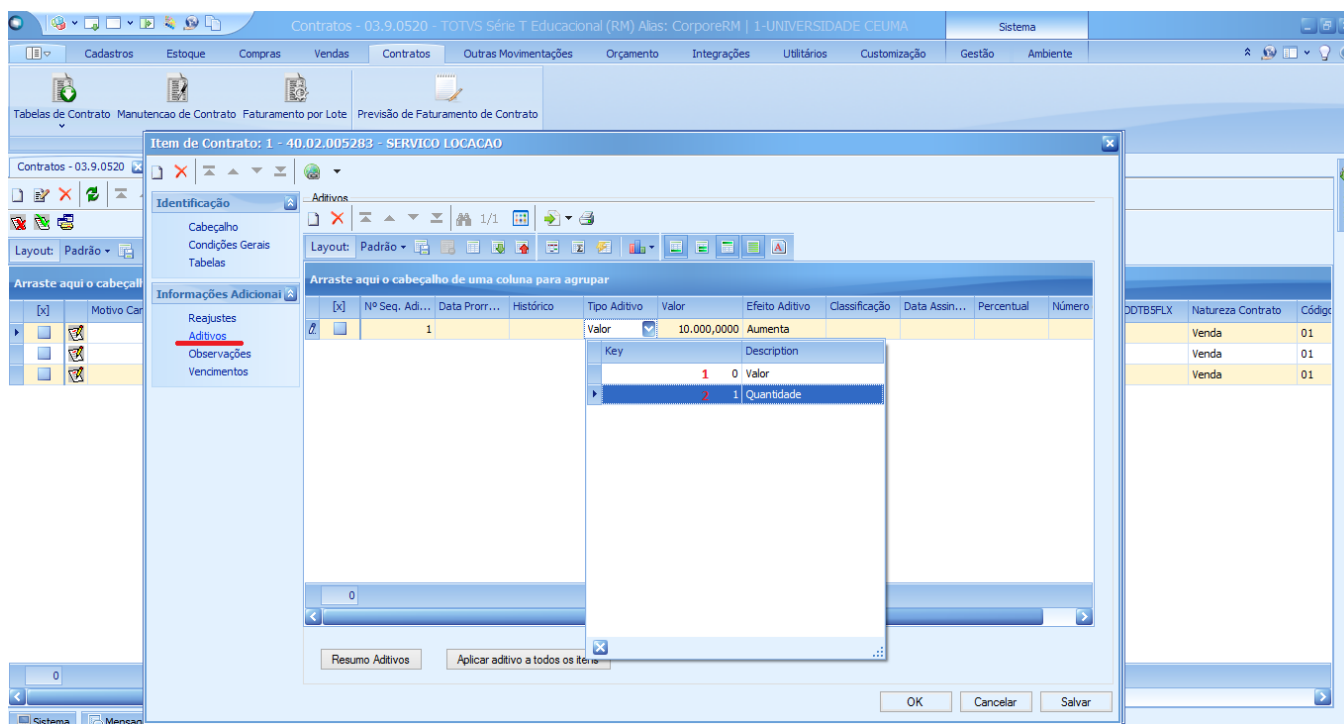 Contratos - 03.9.0520 - TOTVS Série T Educacional (RM) Alias: CorporeRM | 1-UNIVERSIDADE CEUMA
Sistema
Cadastros Estoque Compras Vendas Contratos Outras Movimentações Orçamento Integrações Utilitários Customização Gestão Ambiente
Tabelas de Contrato Manutencao de Contrato Faturamento por Lote Previsão de Faturamento de Contrato
Item de Contrato: 1 - 40.02.005283 - SERVICO LOCACAO
Contratos - 03.9.0520
Identificação
Cabeçalho
Condições Gerais
Tabelas
Informações Adicionai
Reajustes
Aditivos
Observações
Vencimentos
Aditivos
1/1
Layout: Padrão
Arraste aqui o cabeçalho de uma coluna para agrupar
[x] Nº Seq. Adi... Data Prorr... Histórico Tipo Aditivo Valor Efeito Aditivo Classificação Data Assin... Percentual Número
1 Valor 10.000,0000 Aumenta
Key Description
1 0 Valor
2 1 Quantidade
0
Resumo Aditivos Aplicar aditivo a todos os itens
OK Cancelar Salvar
Layout: Padrão
Arraste aqui o cabeçalh
[x] Motivo Car
DDTB5FLX Natureza Contrato Códig
Venda 01
Venda 01
Venda 01
0
Sistema Mensag